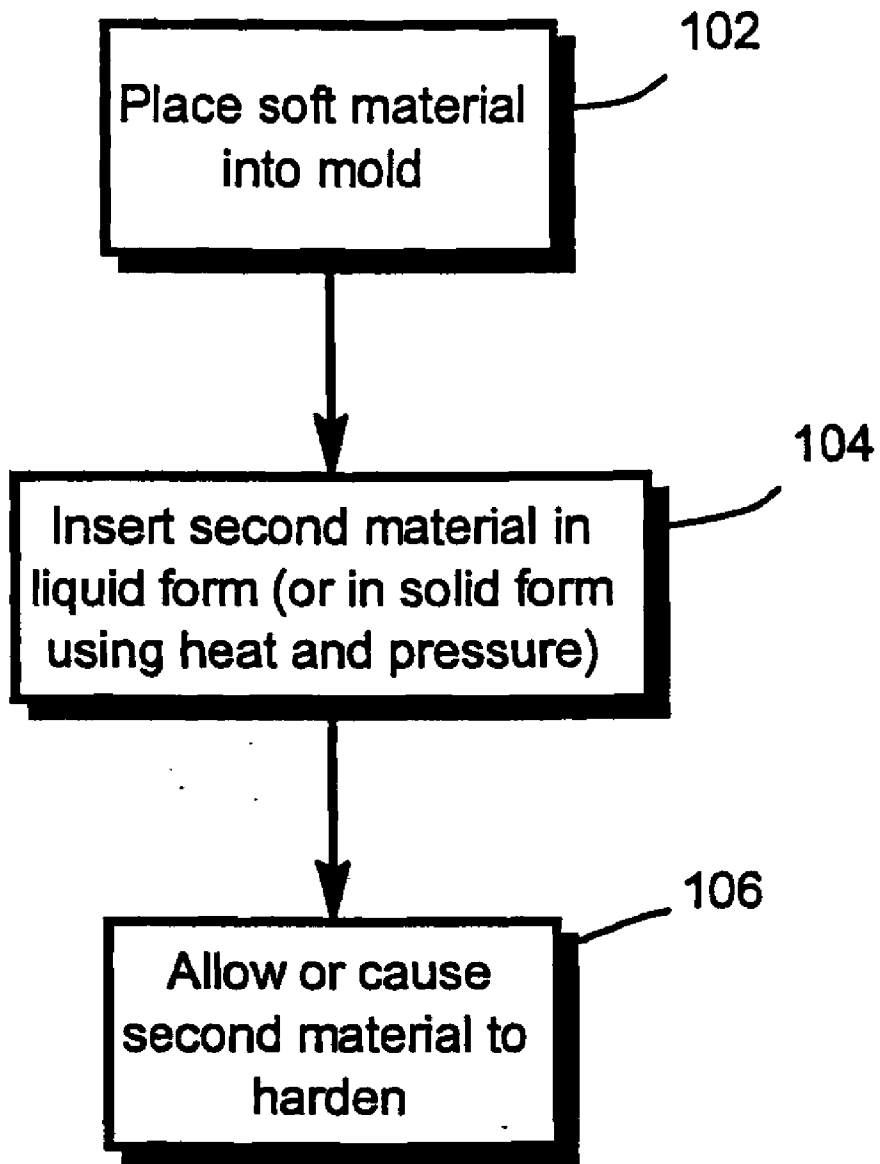 102
Place soft material
into mold
104
Insert second material in
liquid form (or in solid form
using heat and pressure)
106
Allow or cause
second material to
harden